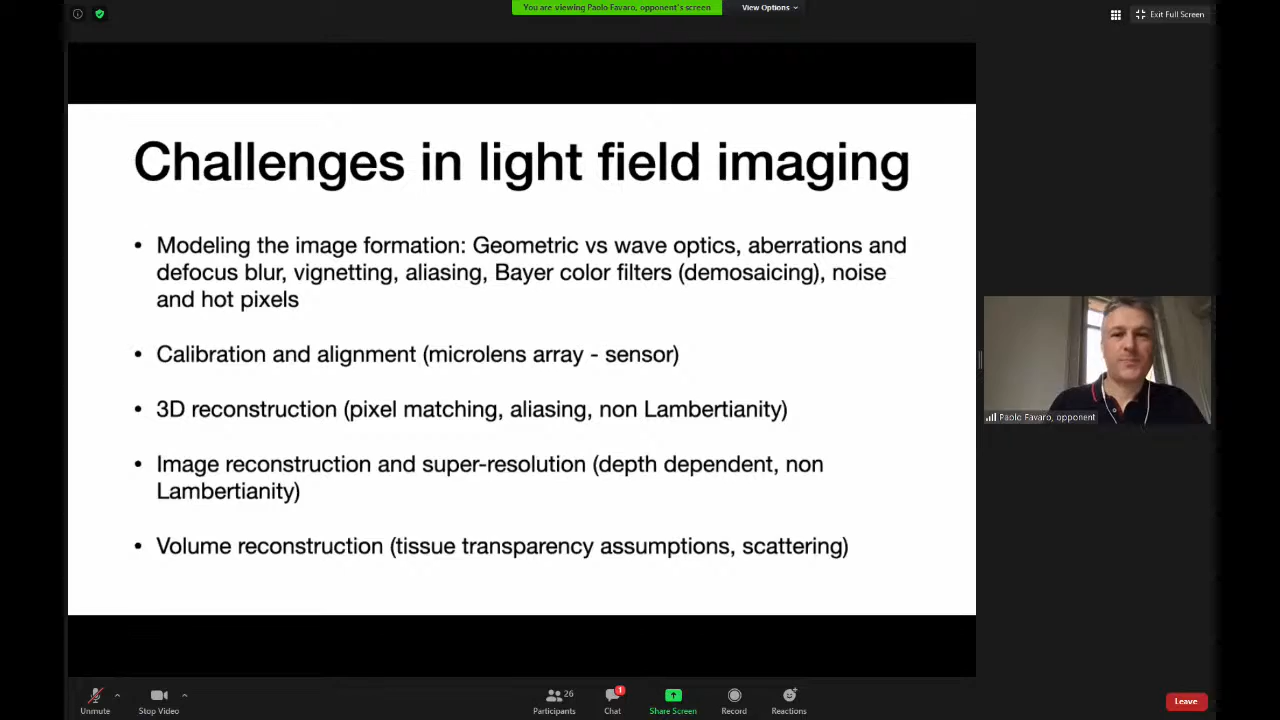 You are viewing Paolo Favaro, opponent's screen
View Options
Exit Full Screen
Challenges in light field imaging
• Modeling the image formation: Geometric vs wave optics, aberrations and
defocus blur, vignetting, aliasing, Bayer color filters (demosaicing), noise
and hot pixels
• Calibration and alignment (microlens array - sensor)
• 3D reconstruction (pixel matching, aliasing, non Lambertianity)
• Image reconstruction and super-resolution (depth dependent, non
Lambertianity)
• Volume reconstruction (tissue transparency assumptions, scattering)
Paolo Favaro, opponent
Unmute
Stop Video
26
Participants
1
Chat
Share Screen
Record
Reactions
Leave